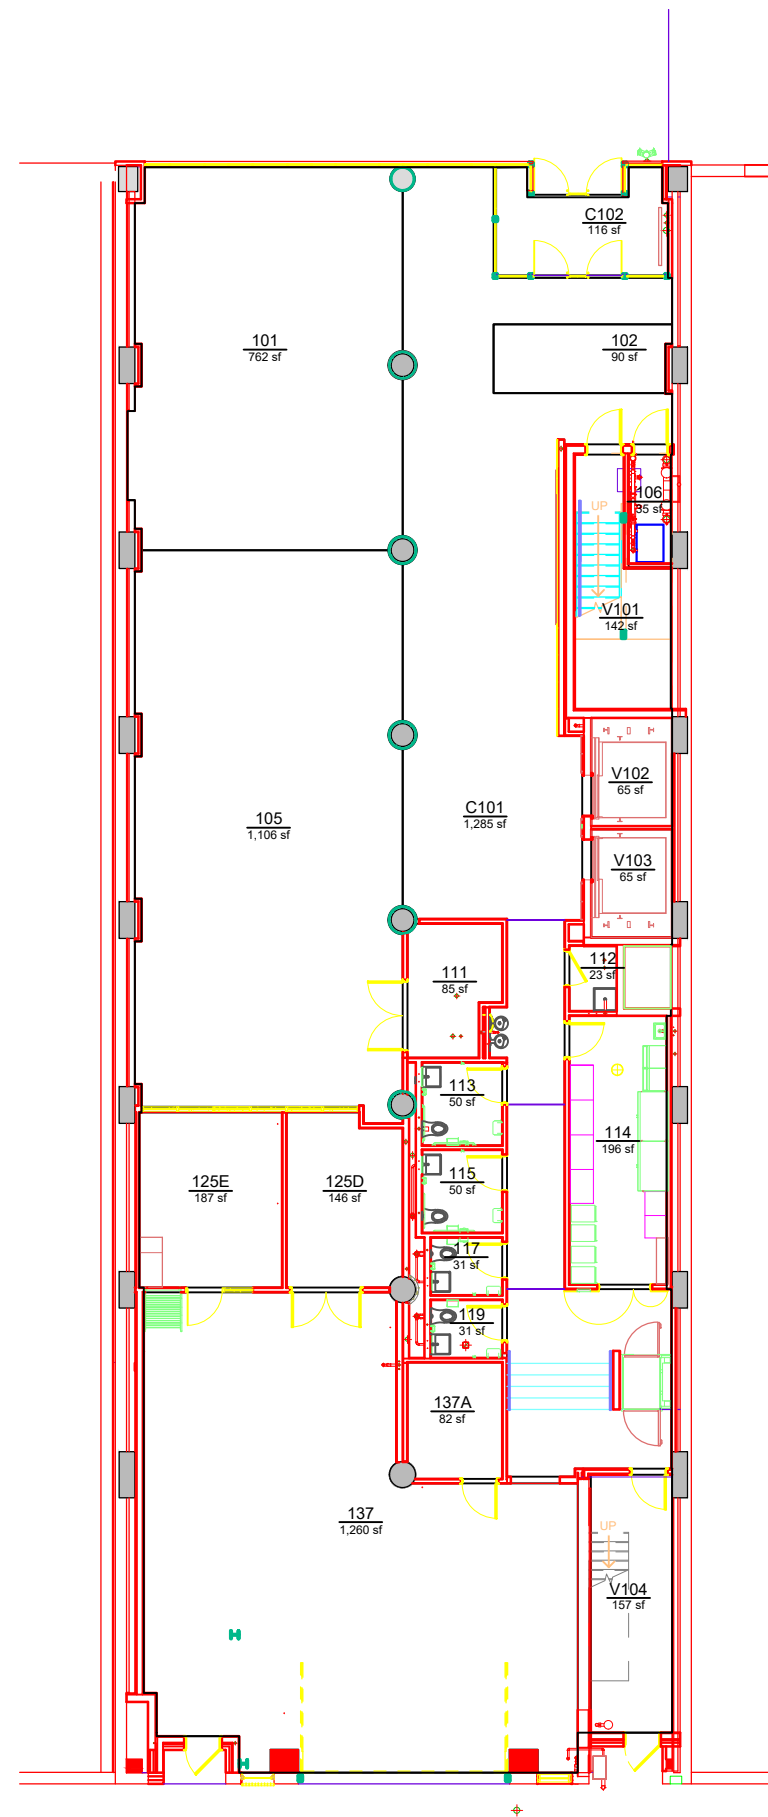 C102
116 sf
101
762 sf
102
90 sf
106
35 sf
UP
V101
142 sf
V102
65 sf
105
1,106 sf
C101
1,285 sf
V103
65 sf
112
23 sf
111
85 sf
113
50 sf
114
196 sf
125E
187 sf
125D
146 sf
115
50 sf
117
31 sf
119
31 sf
137A
82 sf
137
1,260 sf
UP
V104
157 sf